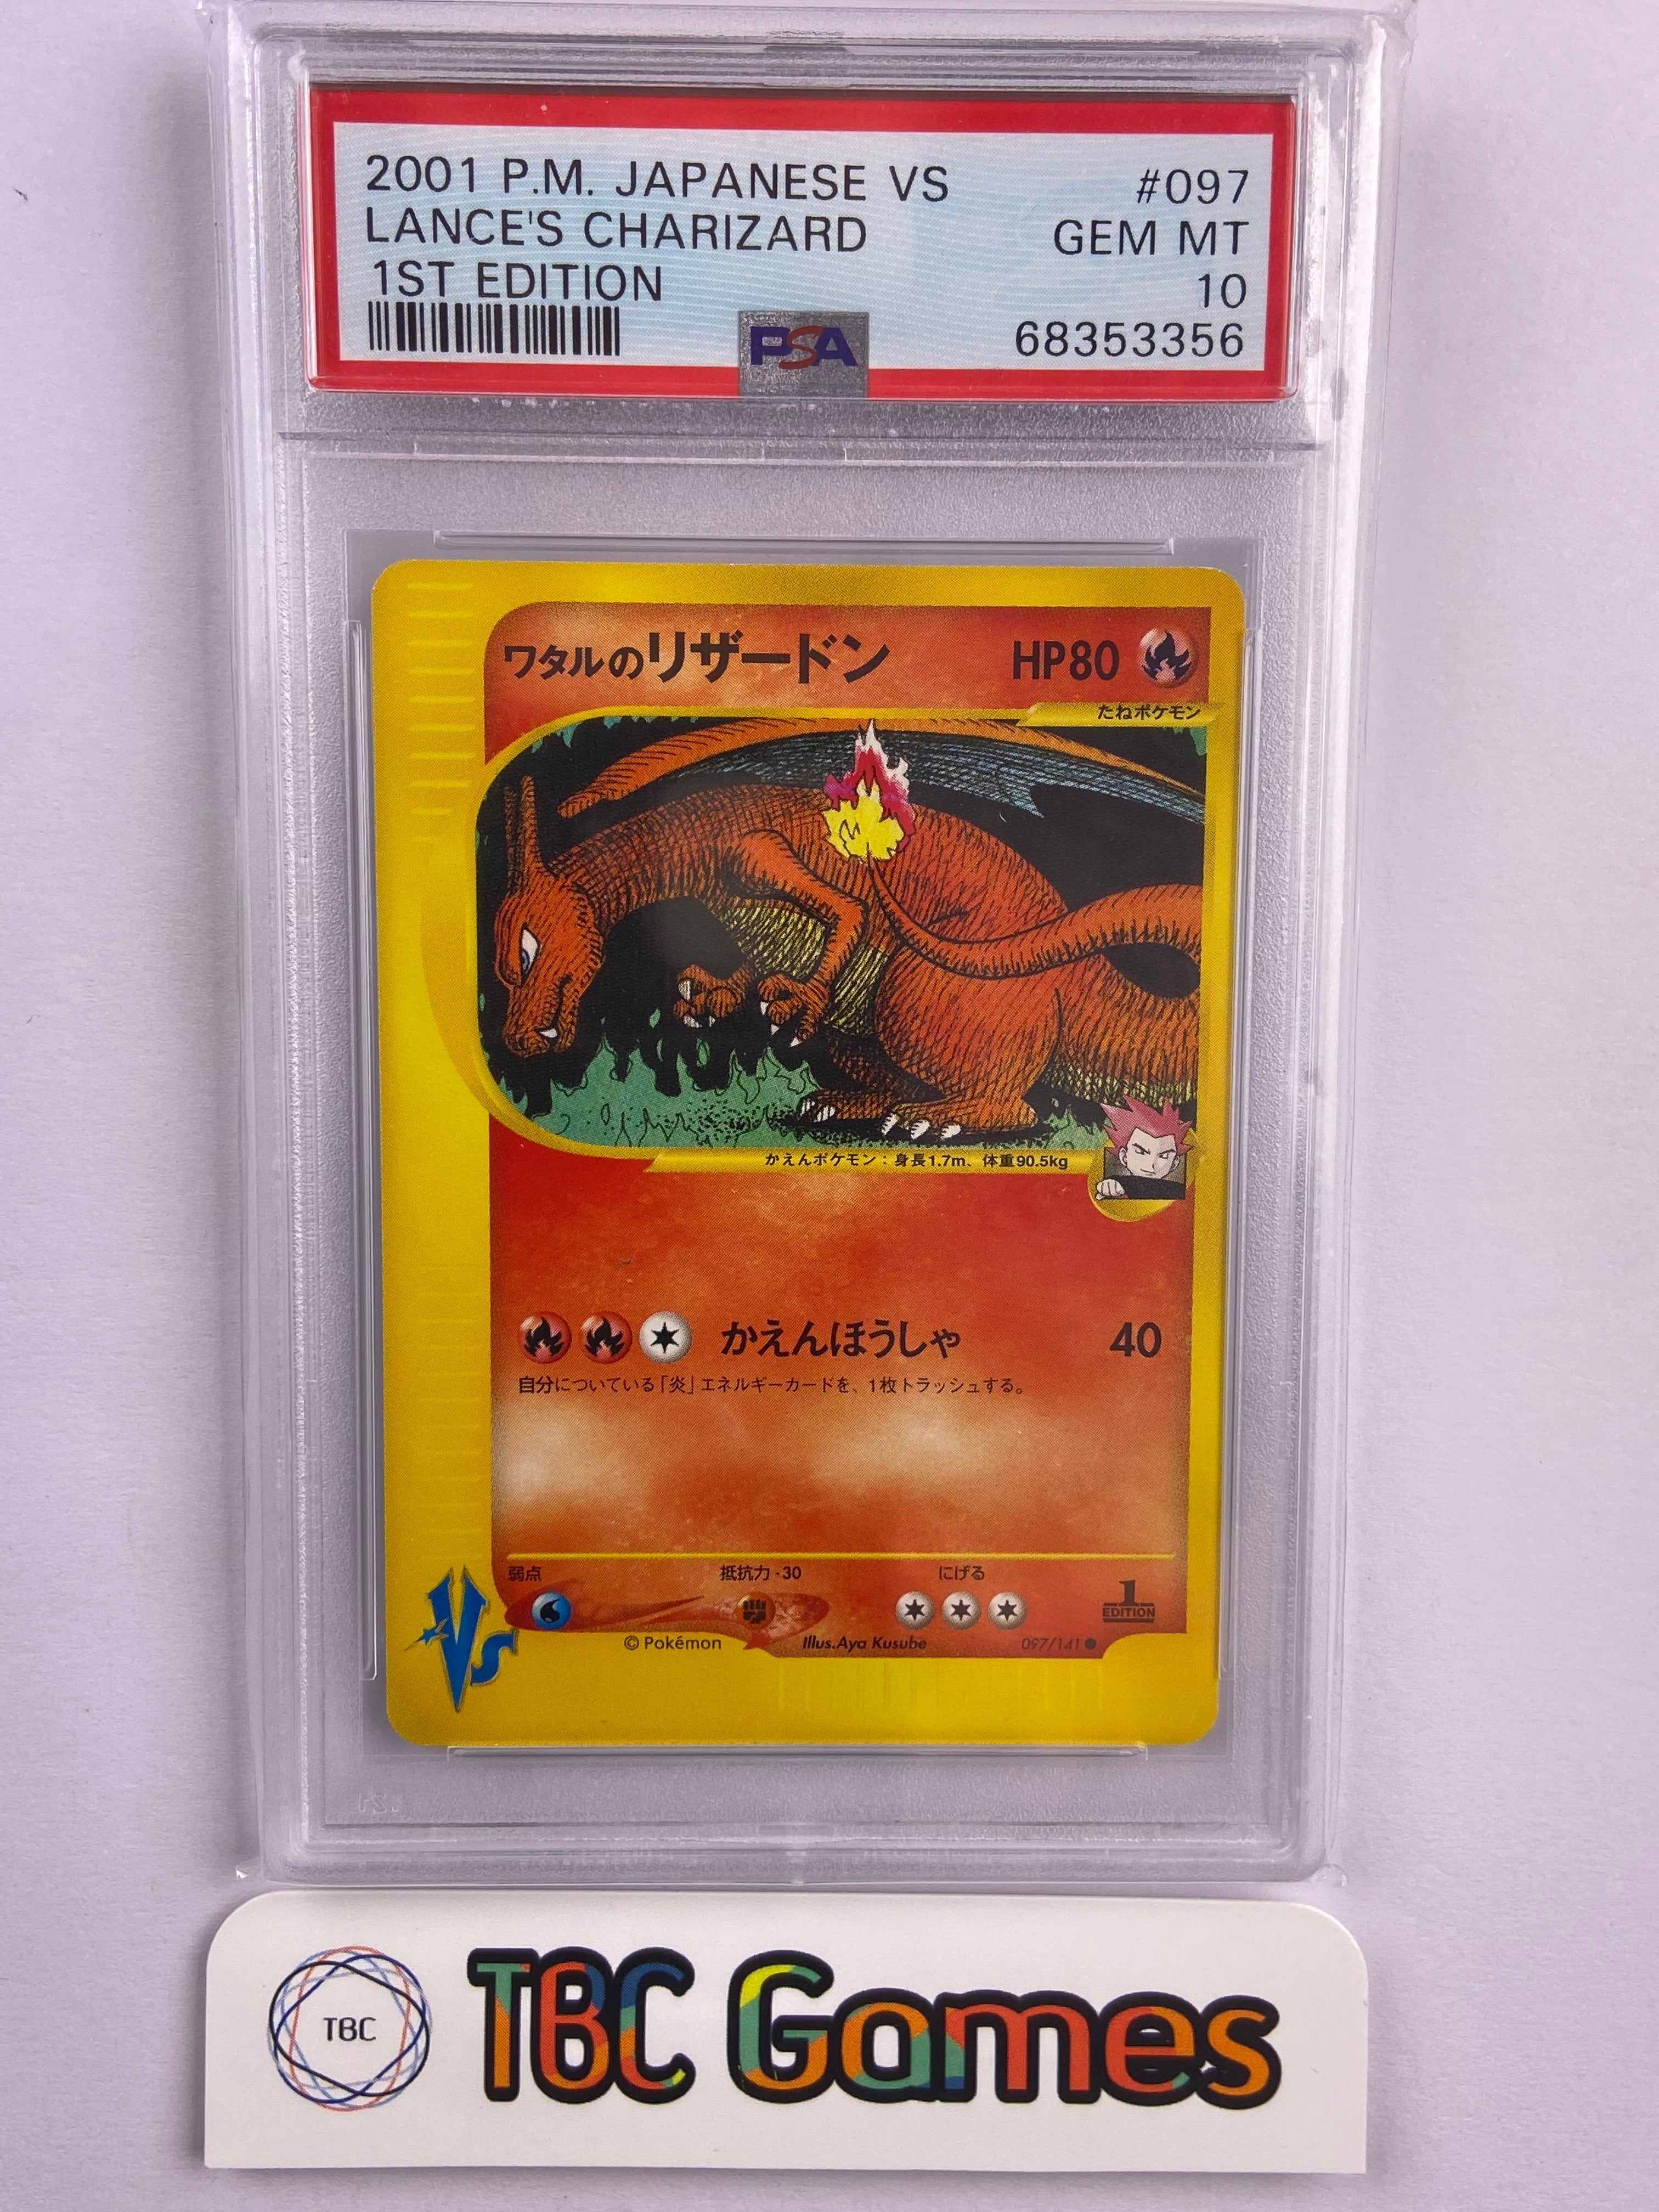 2001 P.M. JAPANESE VS #097
LANCE'S CHARIZARD GEM MT
1ST EDITION 10
PSA 68353356
ワタルのリザードン HP80
たねポケモン
かえんポケモン：身長1.7m、体重90.5kg
かえんほうしゃ 40
自分についている「炎」エネルギーカードを、1枚トラッシュする。
弱点 抵抗力-30 にげる
1 EDITION
VS © Pokémon Illus.Aya Kusube 097/141●
TBC TBC Games